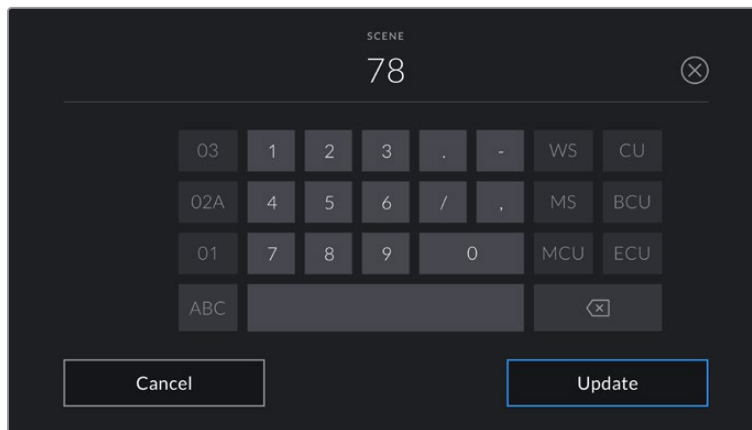 SCENE
78
03 1 2 3 . - WS CU
02A 4 5 6 / , MS BCU
01 7 8 9 0 MCU ECU
ABC
Cancel Update